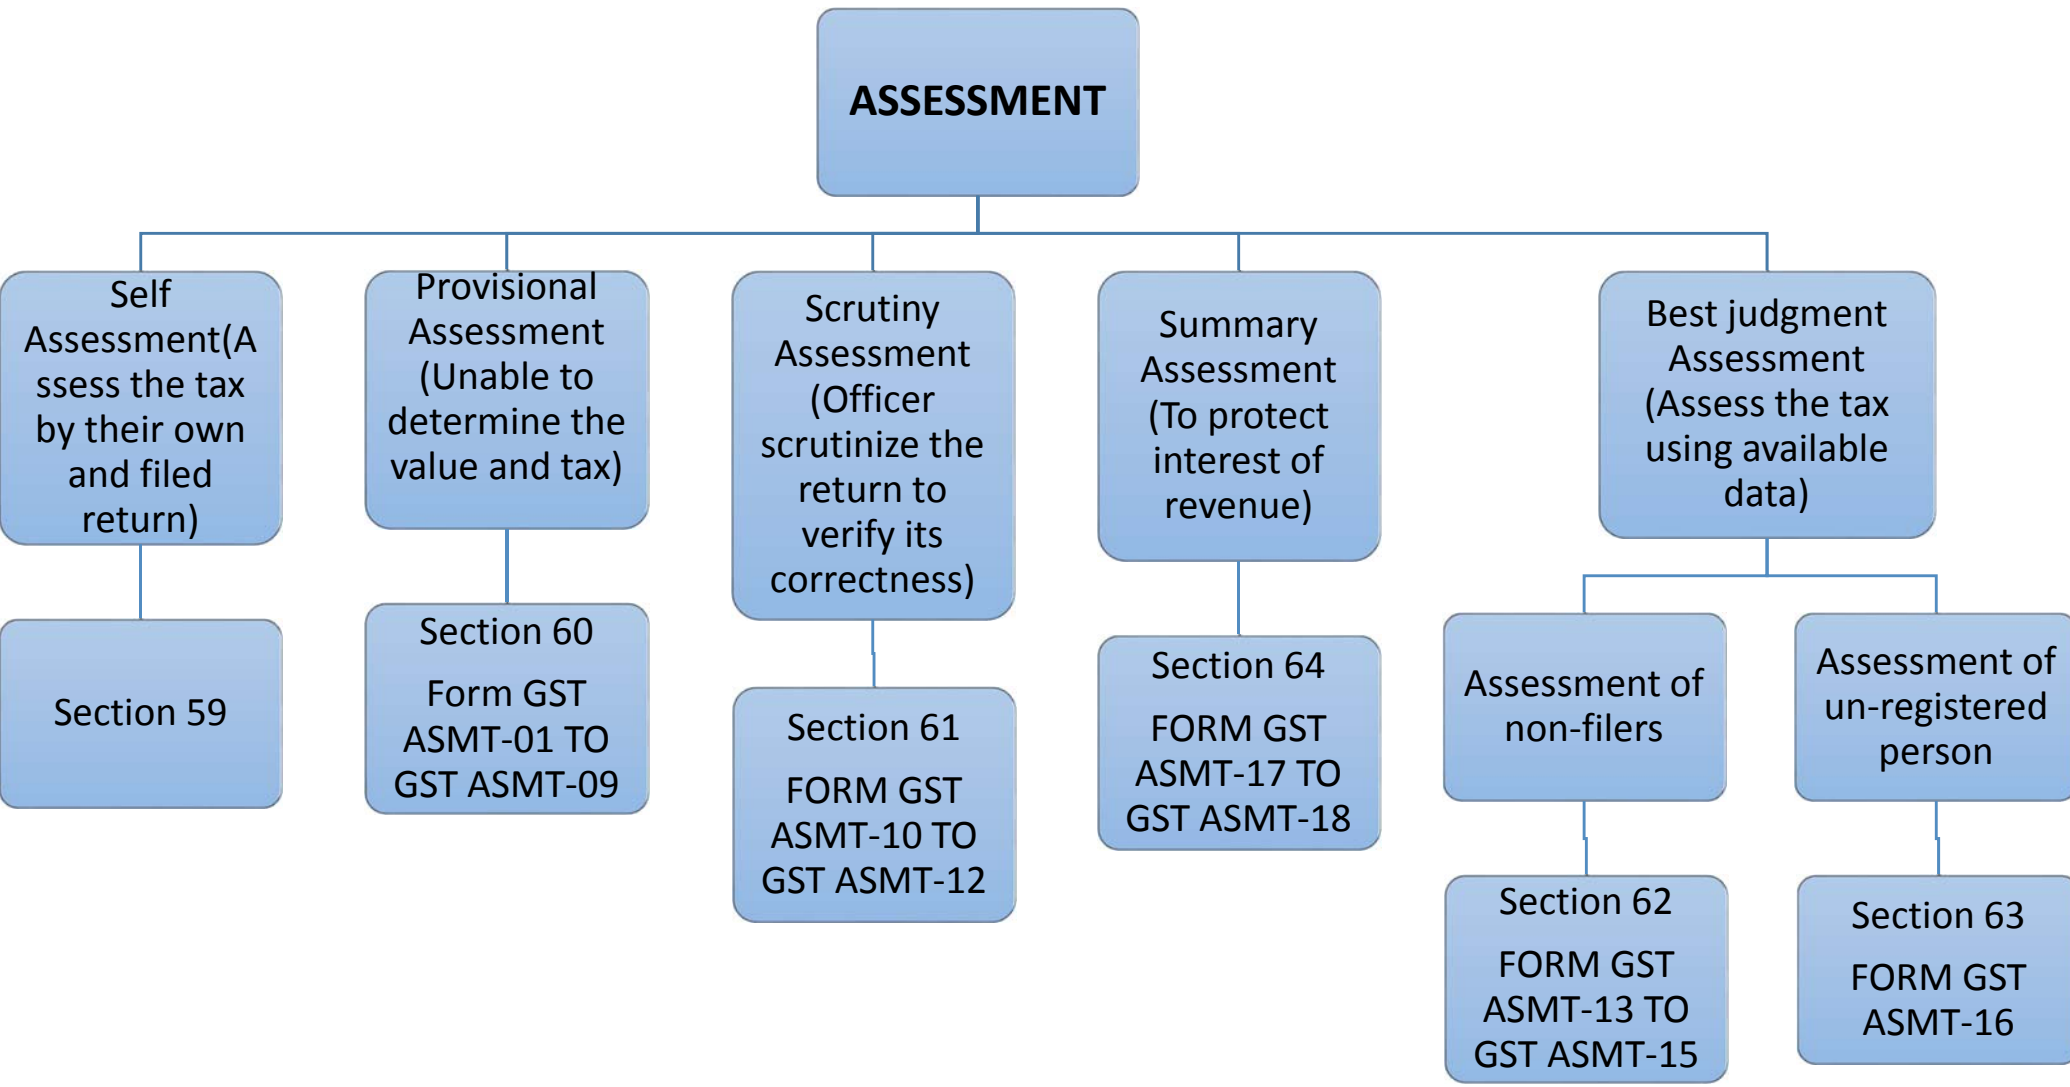 ASSESSMENT
Self
Assessment(A
ssess the tax
by their own
and filed
return)
Section 59
Provisional
Assessment
(Unable to
determine the
value and tax)
Section 60
Form GST
ASMT-01 TO
GST ASMT-09
Scrutiny
Assessment
(Officer
scrutinize the
return to
verify its
correctness)
Section 61
FORM GST
ASMT-10 TO
GST ASMT-12
Summary
Assessment
(To protect
interest of
revenue)
Section 64
FORM GST
ASMT-17 TO
GST ASMT-18
Best judgment
Assessment
(Assess the tax
using available
data)
Assessment of
non-filers
Section 62
FORM GST
ASMT-13 TO
GST ASMT-15
Assessment of
un-registered
person
Section 63
FORM GST
ASMT-16